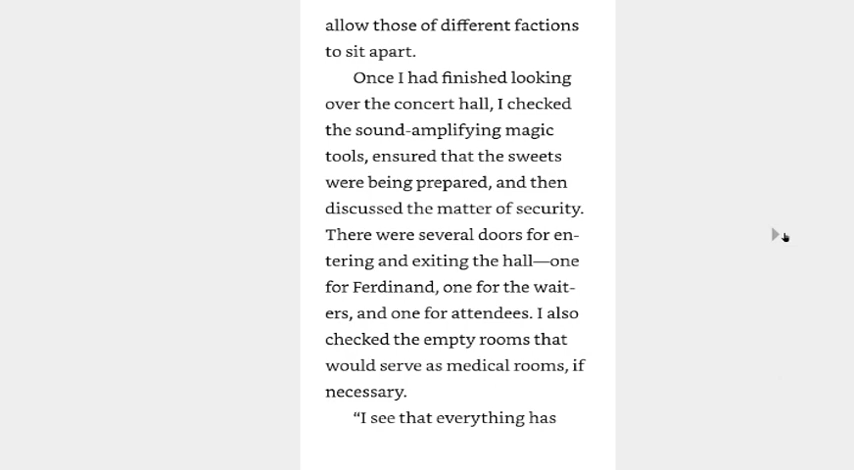 allow those of different factions
to sit apart.
Once I had finished looking
over the concert hall, I checked
the sound-amplifying magic
tools, ensured that the sweets
were being prepared, and then
discussed the matter of security.
There were several doors for en-
tering and exiting the hall—one
for Ferdinand, one for the wait-
ers, and one for attendees. I also
checked the empty rooms that
would serve as medical rooms, if
necessary.
“I see that everything has